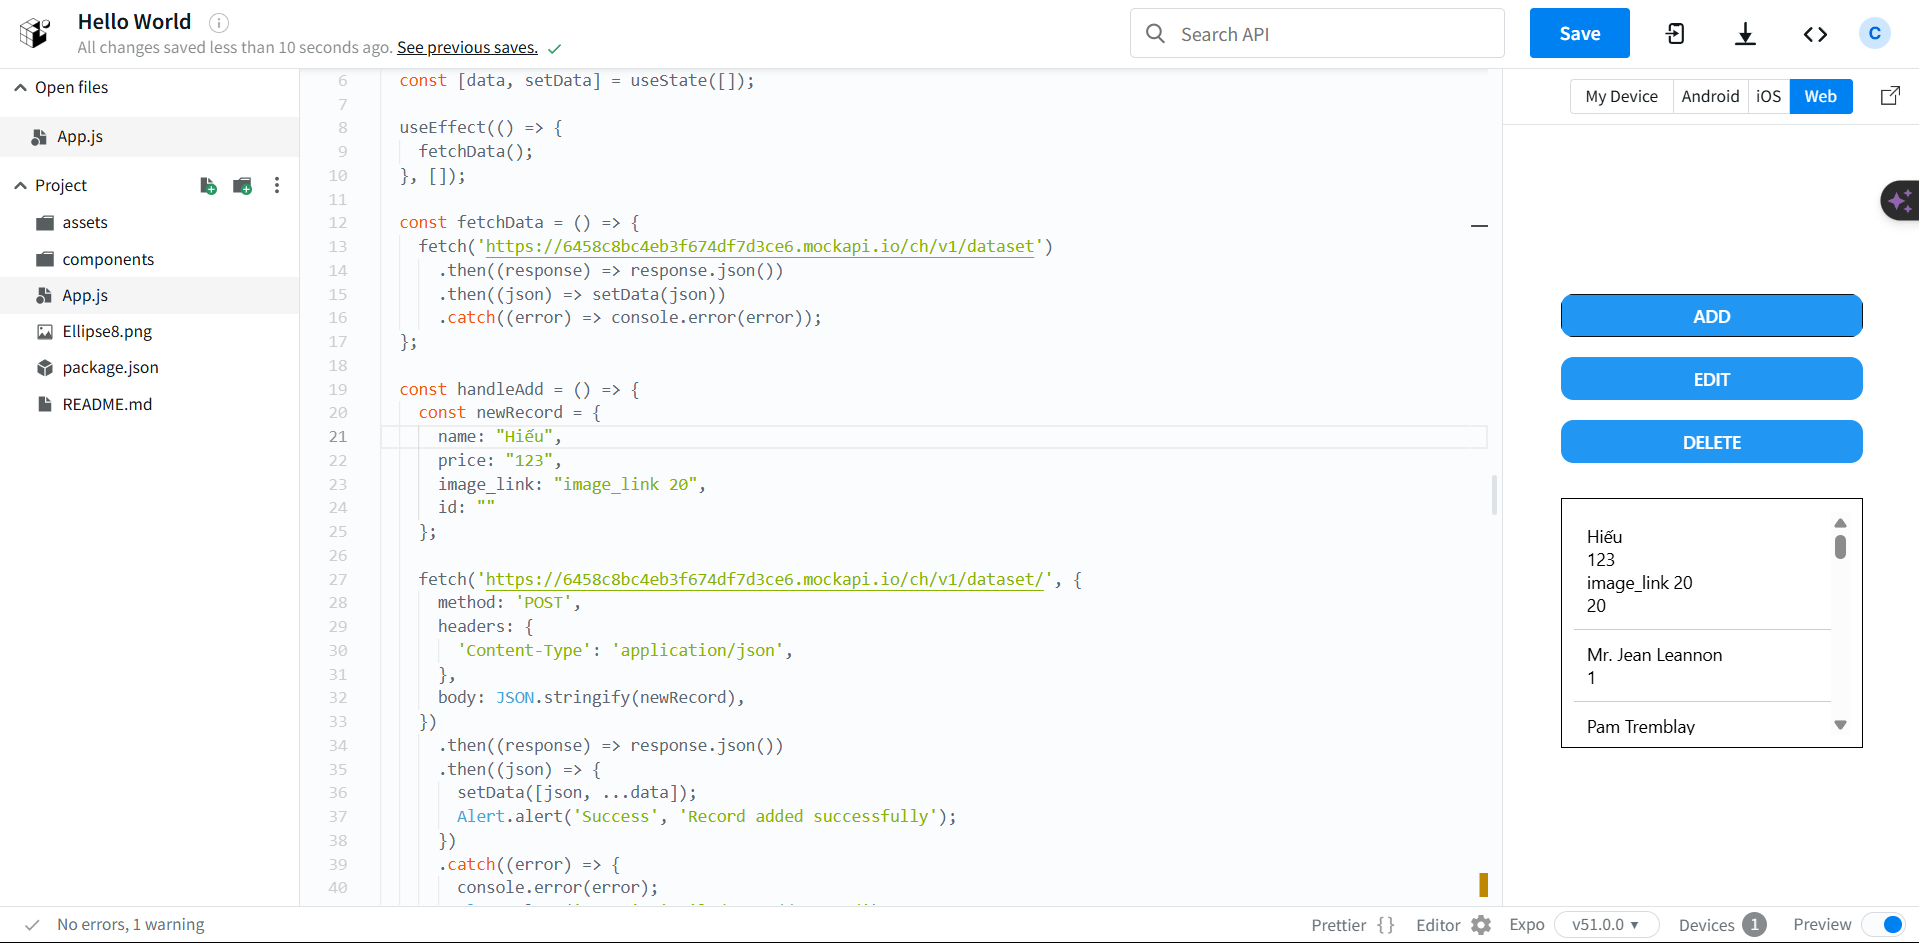 Hello World
All changes saved less than 10 seconds ago. See previous saves.
Search API
Save
C
Open files
App.js
Project
assets
components
App.js
Ellipse8.png
package.json
README.md
6 const [data, setData] = useState([]);
7
8 useEffect(() => {
9 fetchData();
10 }, []);
11
12 const fetchData = () => {
13 fetch('https://6458c8bc4eb3f674df7d3ce6.mockapi.io/ch/v1/dataset')
14 .then((response) => response.json())
15 .then((json) => setData(json))
16 .catch((error) => console.error(error));
17 };
18
19 const handleAdd = () => {
20 const newRecord = {
21 name: "Hiếu",
22 price: "123",
23 image_link: "image_link 20",
24 id: ""
25 };
26
27 fetch('https://6458c8bc4eb3f674df7d3ce6.mockapi.io/ch/v1/dataset/', {
28 method: 'POST',
29 headers: {
30 'Content-Type': 'application/json',
31 },
32 body: JSON.stringify(newRecord),
33 })
34 .then((response) => response.json())
35 .then((json) => {
36 setData([json, ...data]);
37 Alert.alert('Success', 'Record added successfully');
38 })
39 .catch((error) => {
40 console.error(error);
My Device Android iOS Web
ADD
EDIT
DELETE
Hiếu
123
image_link 20
20
Mr. Jean Leannon
1
Pam Tremblay
No errors, 1 warning
Prettier {} Editor Expo v51.0.0 Devices 1 Preview